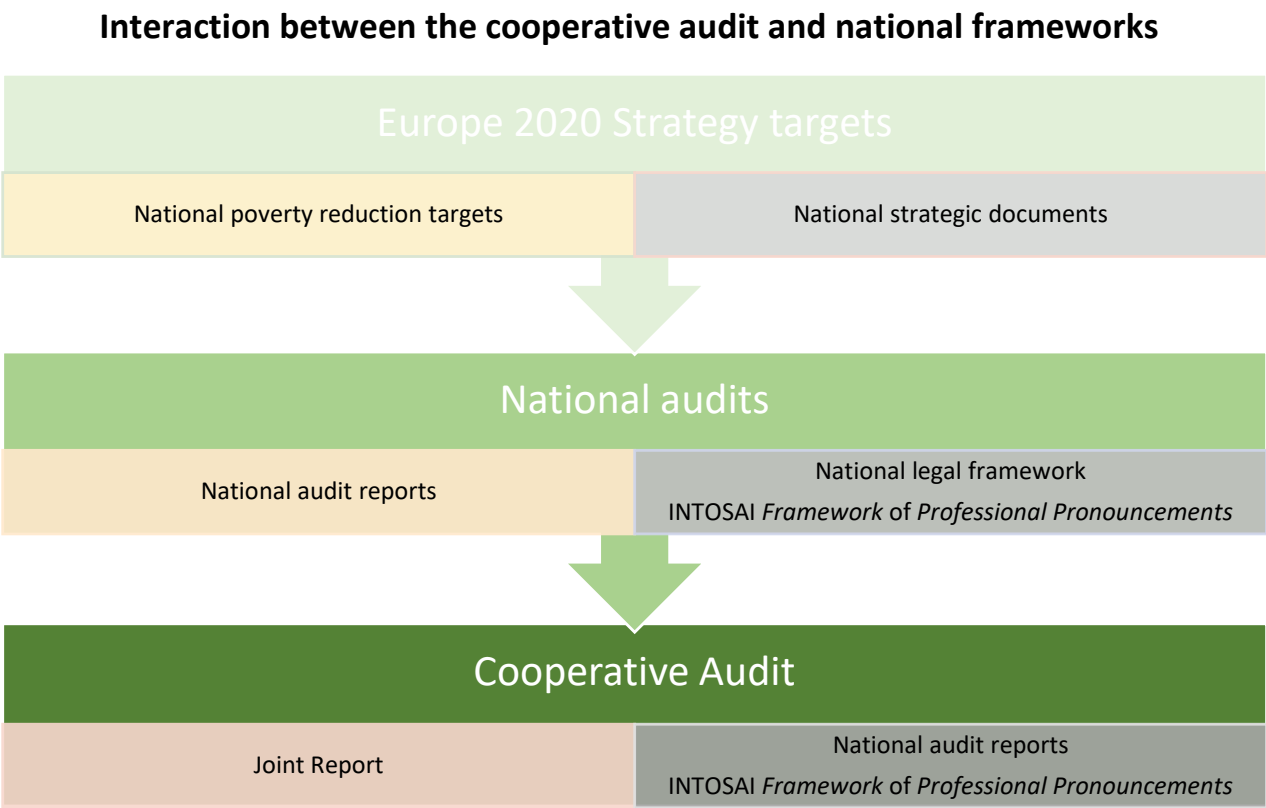 Interaction between the cooperative audit and national frameworks
Europe 2020 Strategy targets
National poverty reduction targets
National strategic documents
National audits
National audit reports
National legal framework
INTOSAI Framework of Professional Pronouncements
Cooperative Audit
Joint Report
National audit reports
INTOSAI Framework of Professional Pronouncements